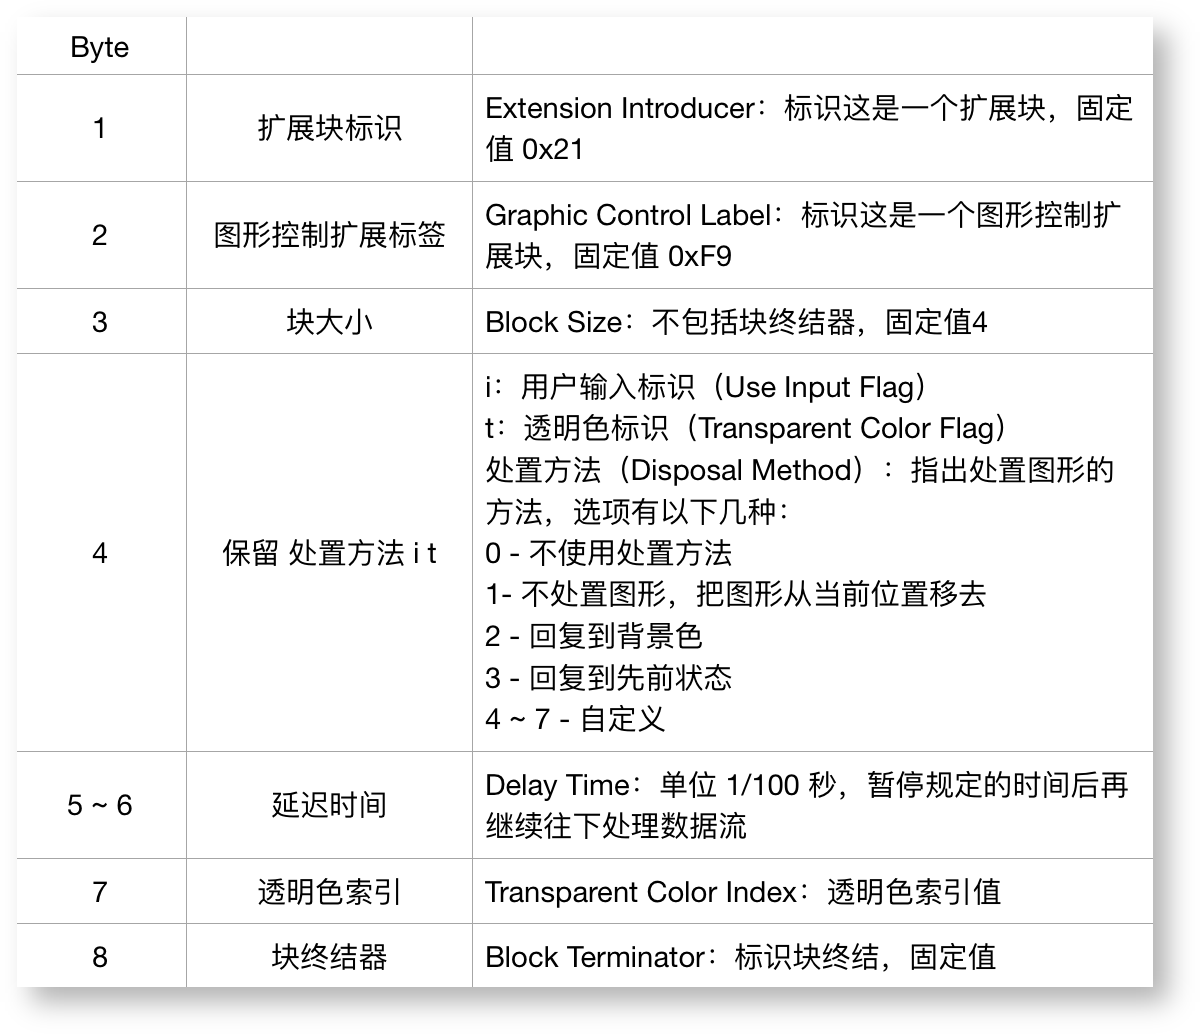 Byte
1
扩展块标识
Extension Introducer：标识这是一个扩展块，固定
值 0x21
2
图形控制扩展标签
Graphic Control Label：标识这是一个图形控制扩
展块，固定值 0xF9
3
块大小
Block Size：不包括块终结器，固定值4
4
保留 处置方法 i t
i：用户输入标识（Use Input Flag）
t：透明色标识（Transparent Color Flag）
处置方法（Disposal Method）：指出处置图形的
方法，选项有以下几种：
0 - 不使用处置方法
1- 不处置图形，把图形从当前位置移去
2 - 回复到背景色
3 - 回复到先前状态
4 ~ 7 - 自定义
5 ~ 6
延迟时间
Delay Time：单位 1/100 秒，暂停规定的时间后再
继续往下处理数据流
7
透明色索引
Transparent Color Index：透明色索引值
8
块终结器
Block Terminator：标识块终结，固定值